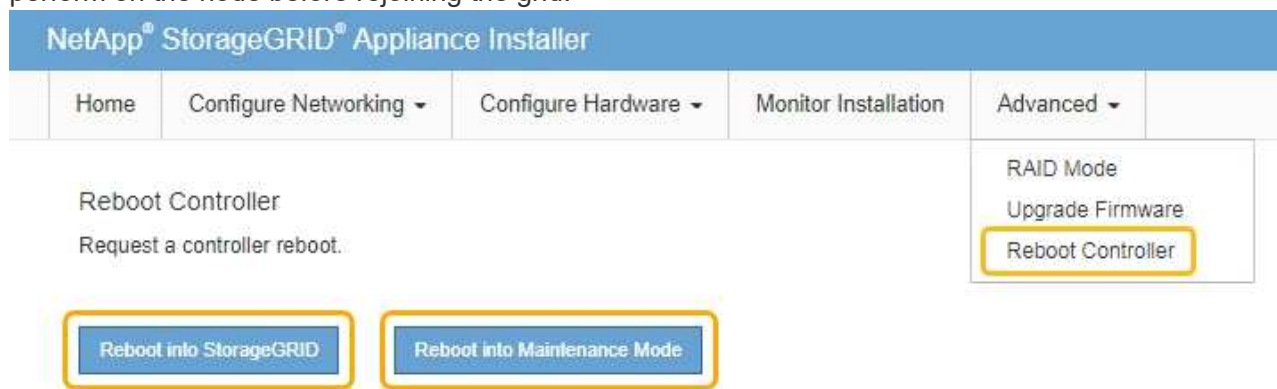 perform on the node before rejoining the grid.
NetApp® StorageGRID® Appliance Installer
Home Configure Networking Configure Hardware Monitor Installation Advanced
RAID Mode
Upgrade Firmware
Reboot Controller
Reboot Controller
Request a controller reboot.
Reboot into StorageGRID Reboot into Maintenance Mode